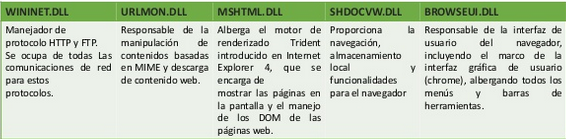 WININET.DLL
Manejador de
protocolo HTTP y FTP.
Se ocupa de todas Las
comunicaciones de red
para estos
protocolos.
URLMON.DLL
Responsable de la
manipulación de
contenidos basadas
en MIME y descarga
de contenido web.
MSHTML.DLL
Alberga el motor de
renderizado Trident
introducido en Internet
Explorer 4, que se
encarga de
mostrar las páginas en
la pantalla y el manejo
de los DOM de las
páginas web.
SHDOCVW.DLL
Proporciona la
navegación,
almacenamiento
local y
funcionalidades
para el navegador
BROWSEUI.DLL
Responsable de la interfaz de
usuario del navegador,
incluyendo el marco de la
interfaz gráfica de usuario
(chrome), albergando todos los
menús y barras de
herramientas.